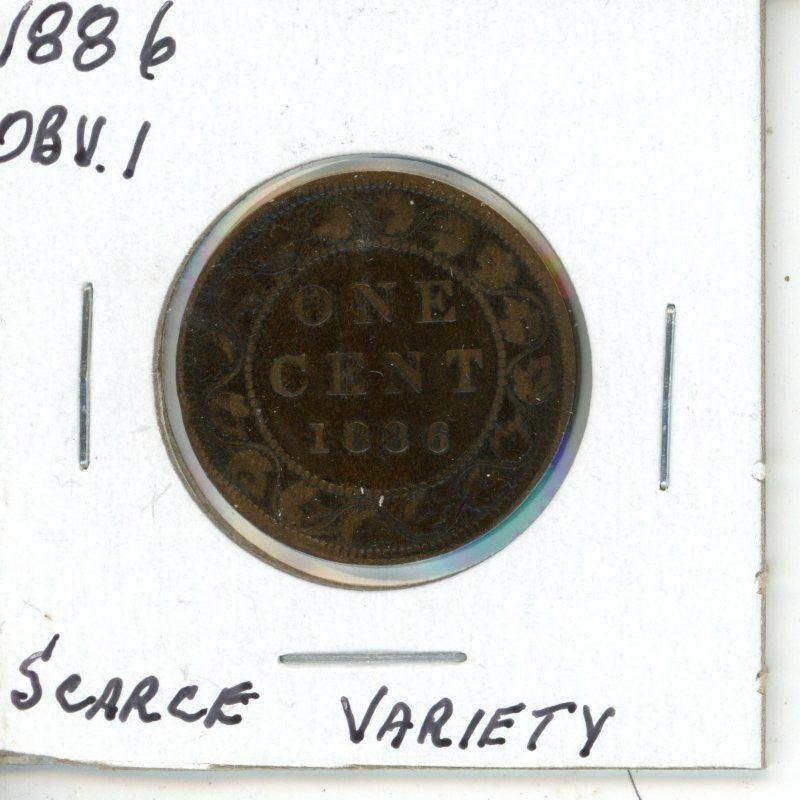 1886
OBV. 1
ONE
CENT
1886
SCARCE VARIETY